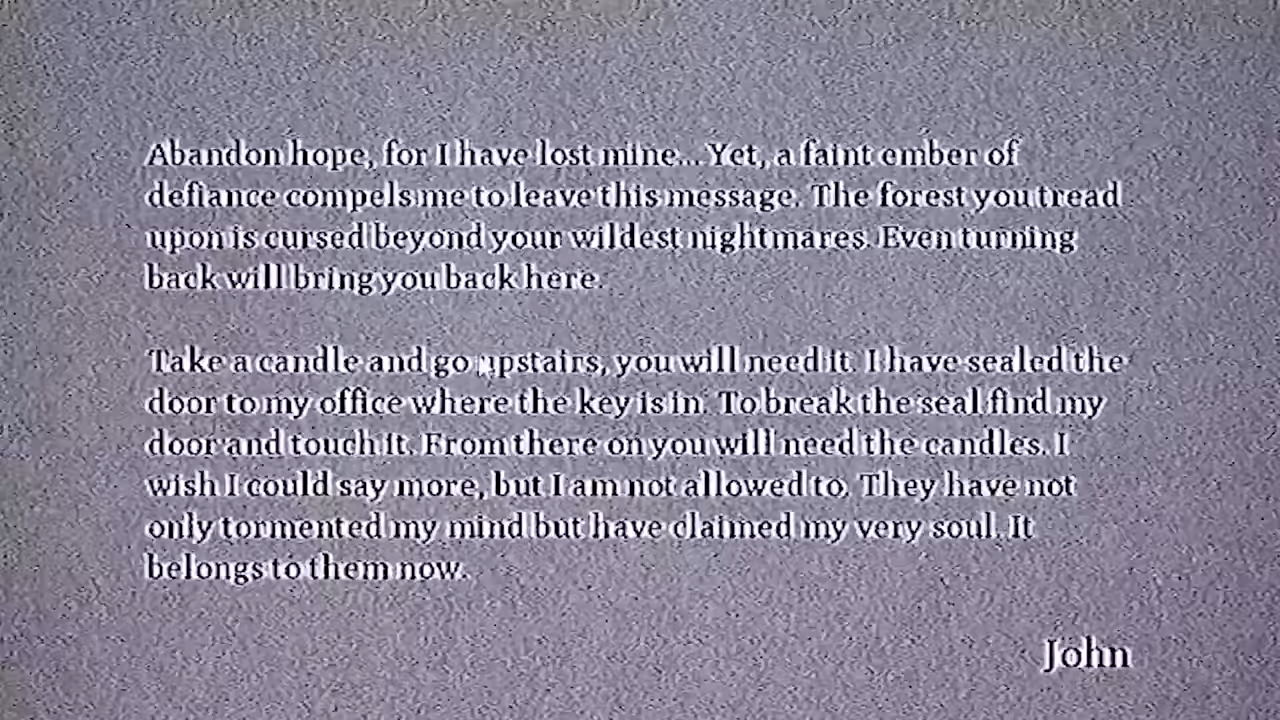 Abandon hope, for I have lost mine...Yet, a faint ember of
defiance compels me to leave this message. The forest you tread
upon is cursed beyond your wildest nightmares. Even turning
back will bring you back here.
Take a candle and go upstairs, you will need it. I have sealed the
door to my office where the key is in. To break the seal find my
door and touch it. From there on you will need the candles. I
wish I could say more, but I am not allowed to. They have not
only tormented my mind but have claimed my very soul. It
belongs to them now.
John